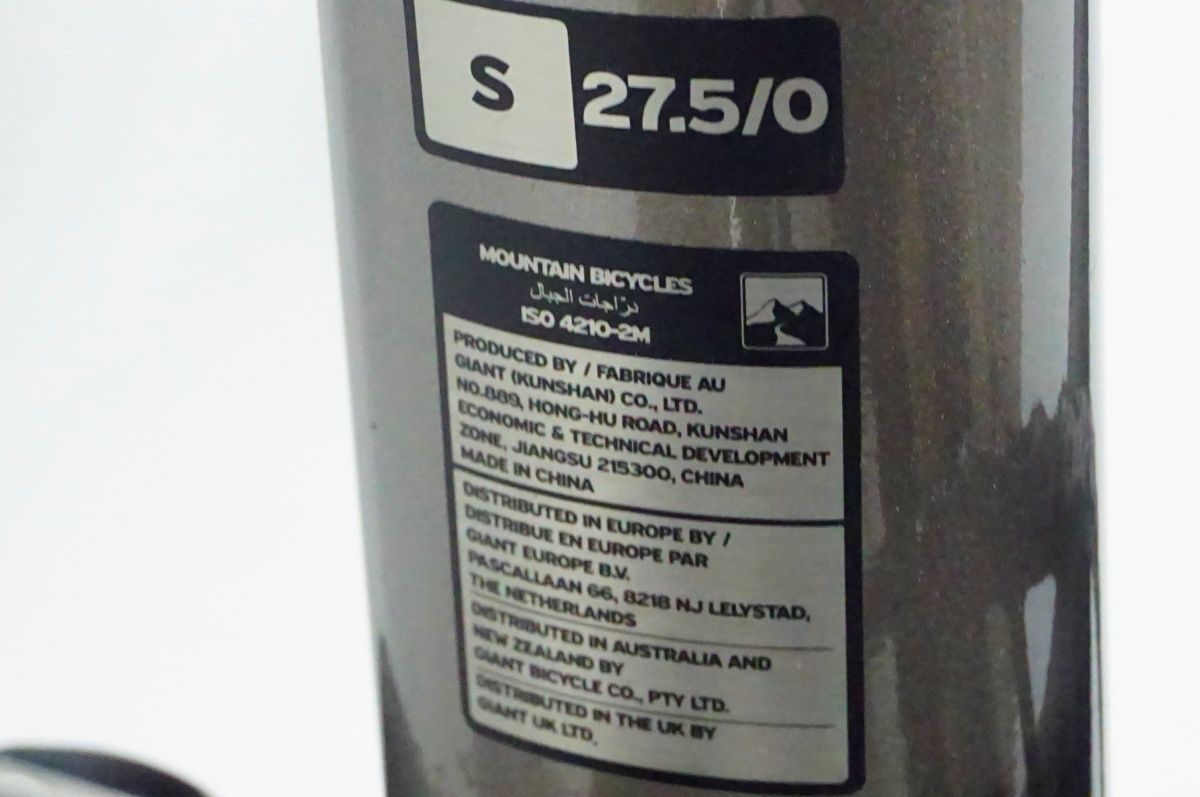 S 27.5/0
MOUNTAIN BICYCLES
درّاجات الجبال
ISO 4210-2M
PRODUCED BY / FABRIQUE AU
GIANT (KUNSHAN) CO., LTD.
NO.889, HONG-HU ROAD, KUNSHAN
ECONOMIC & TECHNICAL DEVELOPMENT
ZONE, JIANGSU 215300, CHINA
MADE IN CHINA
DISTRIBUTED IN EUROPE BY /
DISTRIBUE EN EUROPE PAR
GIANT EUROPE B.V.
PASCALLAAN 66, 8218 NJ LELYSTAD,
THE NETHERLANDS
DISTRIBUTED IN AUSTRALIA AND
NEW ZEALAND BY
GIANT BICYCLE CO., PTY LTD.
DISTRIBUTED IN THE UK BY
GIANT UK LTD.